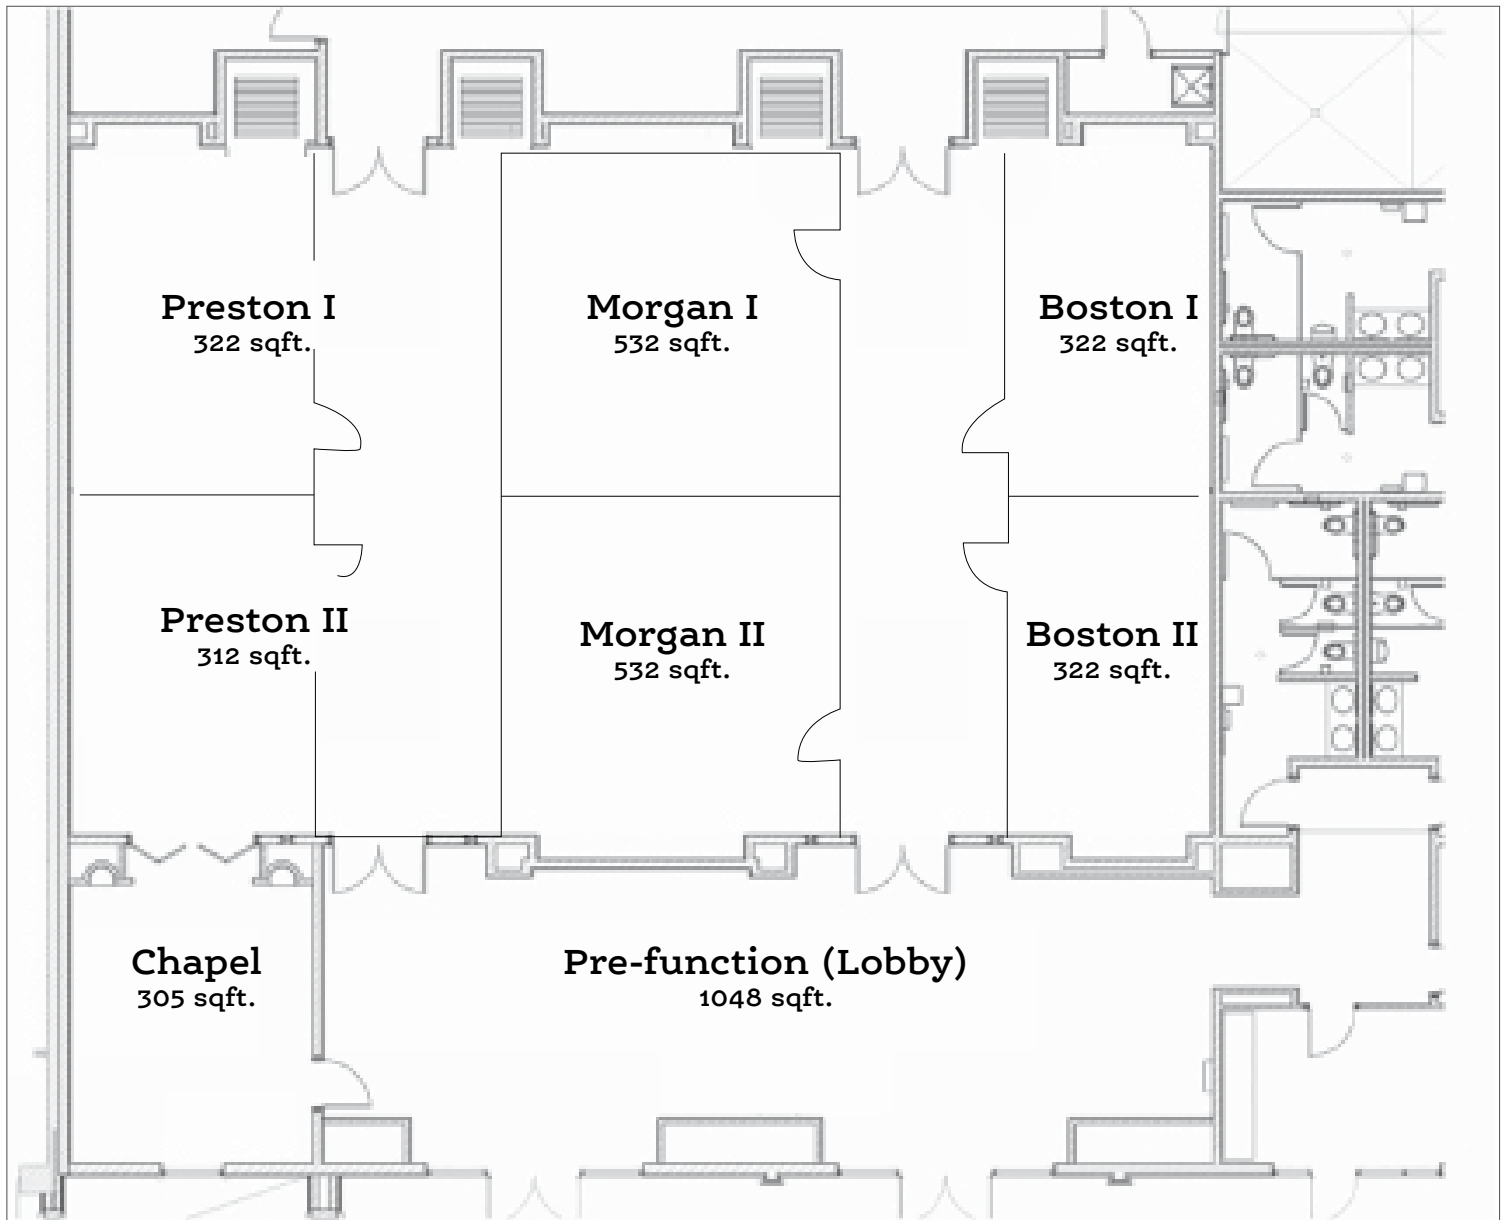 Preston I
322 sqft.
Morgan I
532 sqft.
Boston I
322 sqft.
Preston II
312 sqft.
Morgan II
532 sqft.
Boston II
322 sqft.
Chapel
305 sqft.
Pre-function (Lobby)
1048 sqft.